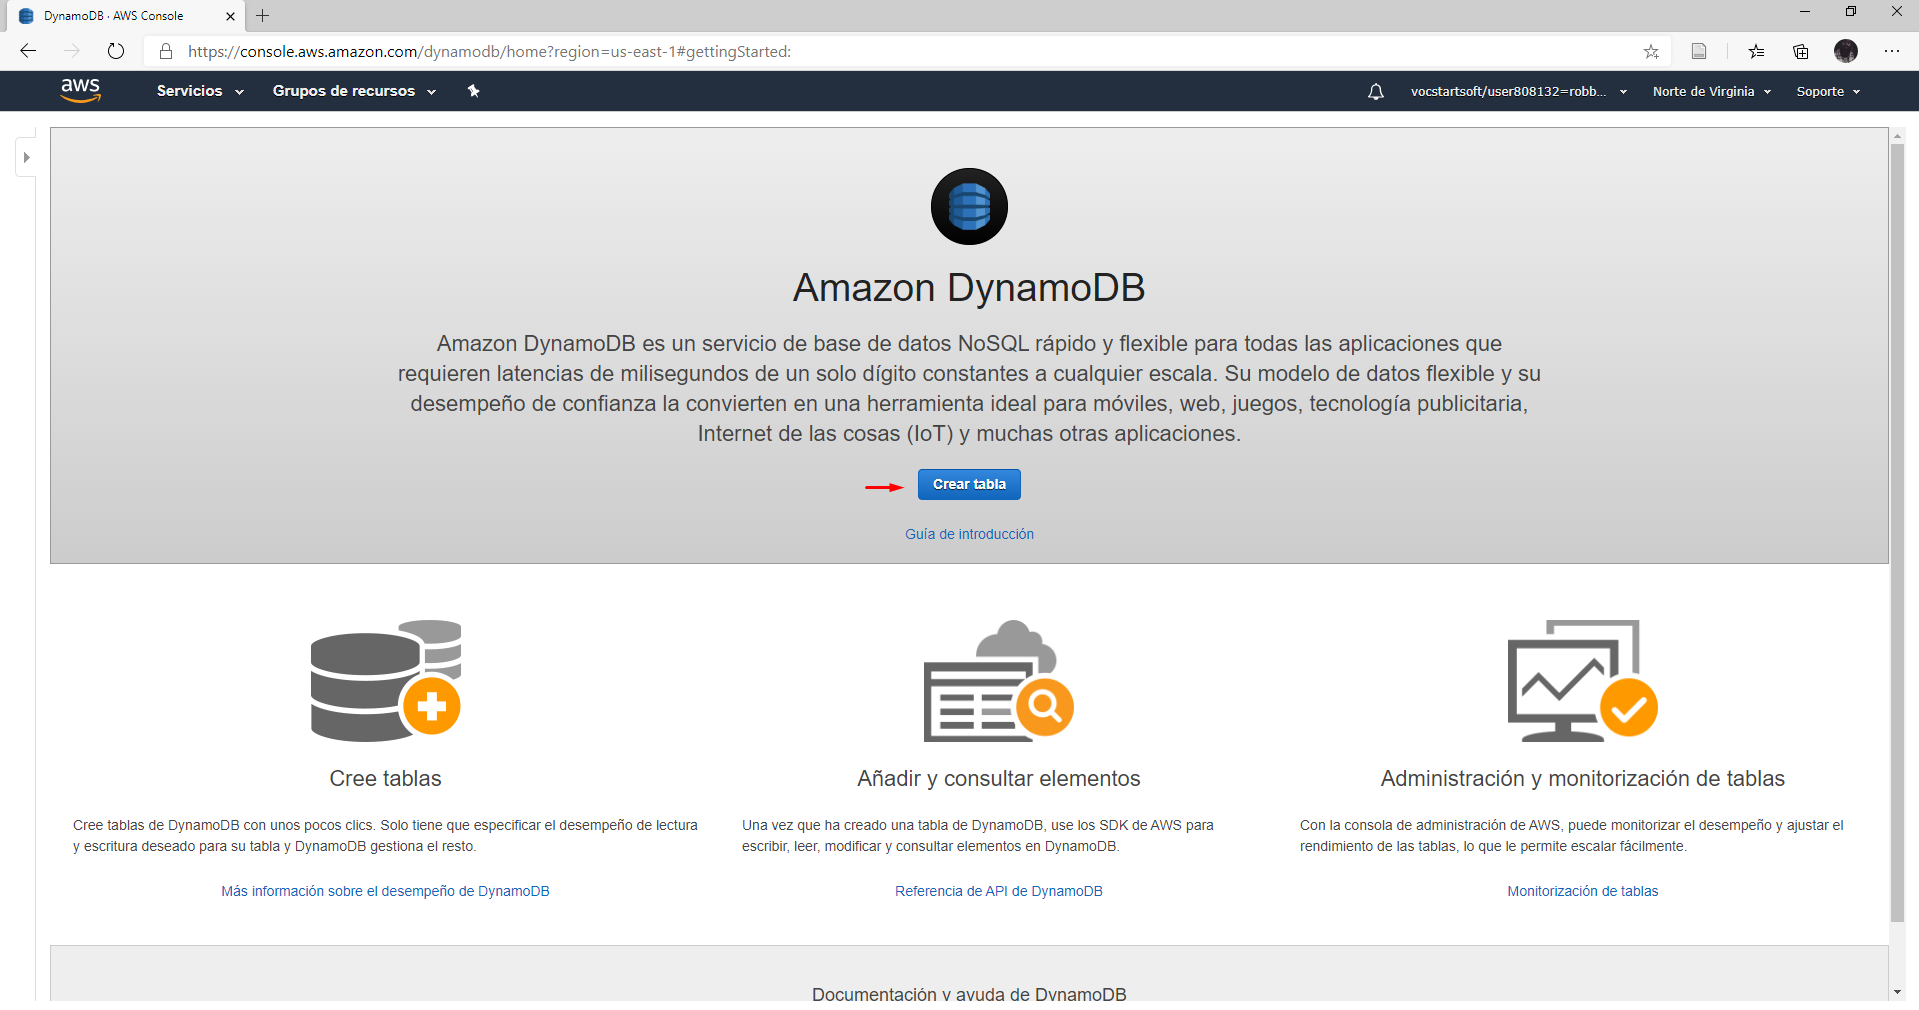 DynamoDB · AWS Console
https://console.aws.amazon.com/dynamodb/home?region=us-east-1#gettingStarted:
aws
Servicios
Grupos de recursos
vocstartsoft/user808132=robb...
Norte de Virginia
Soporte
Amazon DynamoDB
Amazon DynamoDB es un servicio de base de datos NoSQL rápido y flexible para todas las aplicaciones que
requieren latencias de milisegundos de un solo dígito constantes a cualquier escala. Su modelo de datos flexible y su
desempeño de confianza la convierten en una herramienta ideal para móviles, web, juegos, tecnología publicitaria,
Internet de las cosas (IoT) y muchas otras aplicaciones.
Crear tabla
Guía de introducción
Cree tablas
Cree tablas de DynamoDB con unos pocos clics. Solo tiene que especificar el desempeño de lectura
y escritura deseado para su tabla y DynamoDB gestiona el resto.
Más información sobre el desempeño de DynamoDB
Añadir y consultar elementos
Una vez que ha creado una tabla de DynamoDB, use los SDK de AWS para
escribir, leer, modificar y consultar elementos en DynamoDB.
Referencia de API de DynamoDB
Administración y monitorización de tablas
Con la consola de administración de AWS, puede monitorizar el desempeño y ajustar el
rendimiento de las tablas, lo que le permite escalar fácilmente.
Monitorización de tablas
Documentación y ayuda de DynamoDB